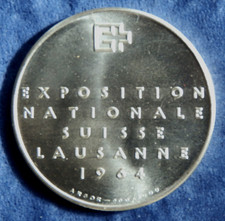 EXPOSITION
NATIONALE
SUISSE
LAUSANNE
1964